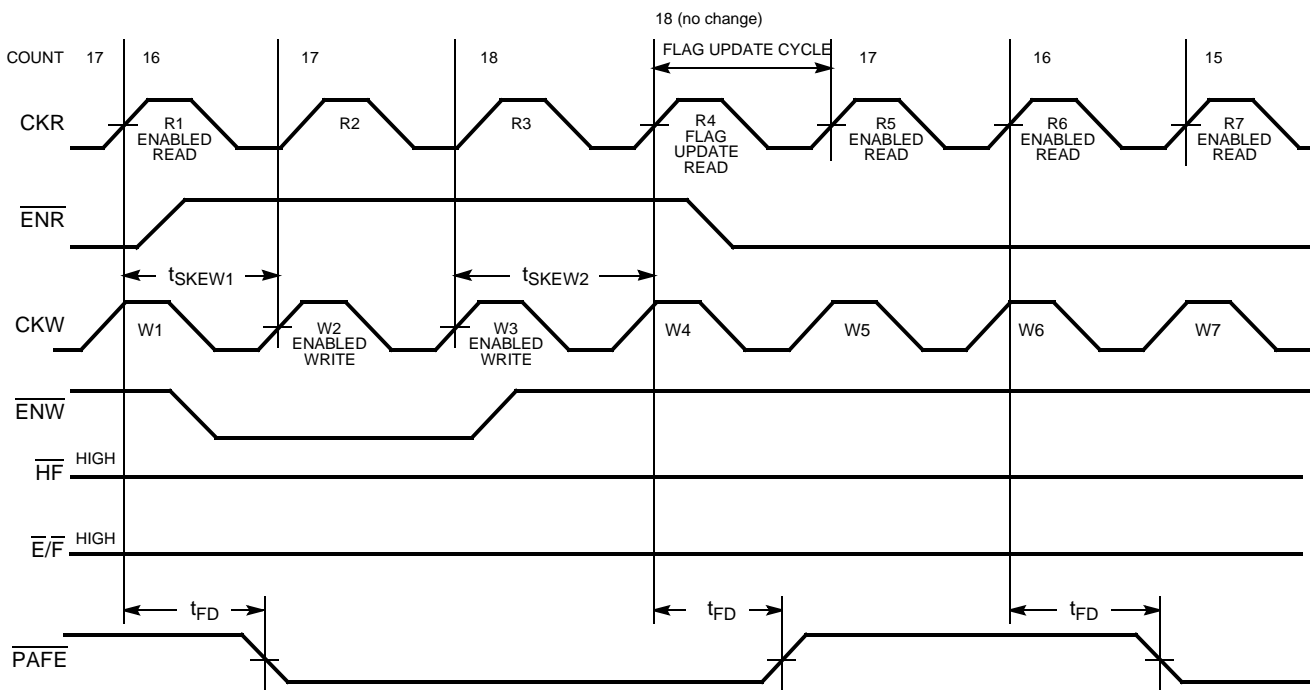 18 (no change)
COUNT 17 16 17 18 FLAG UPDATE CYCLE 17 16 15
CKR
R1
ENABLED
READ
R2
R3
R4
FLAG
UPDATE
READ
R5
ENABLED
READ
R6
ENABLED
READ
R7
ENABLED
READ
ENR
tSKEW1
tSKEW2
CKW
W1
W2
ENABLED
WRITE
W3
ENABLED
WRITE
W4
W5
W6
W7
ENW
HF HIGH
E/F HIGH
tFD tFD tFD
PAFE